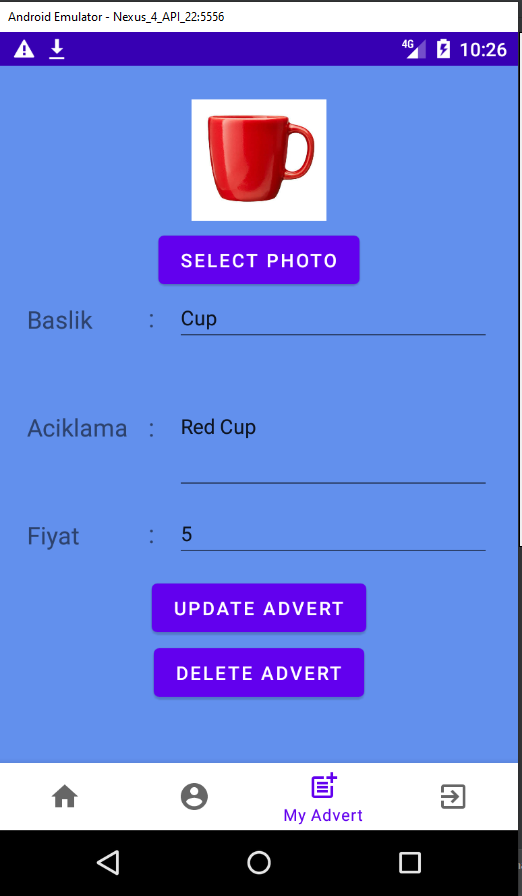 Android Emulator - Nexus_4_API_22:5556
4G 10:26
SELECT PHOTO
Baslik : Cup
Aciklama : Red Cup
Fiyat : 5
UPDATE ADVERT
DELETE ADVERT
My Advert